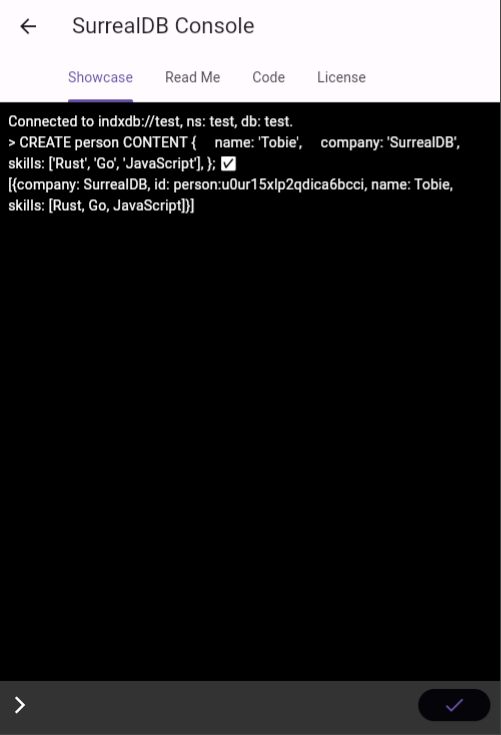 SurrealDB Console
Showcase Read Me Code License
Connected to indxdb://test, ns: test, db: test.
> CREATE person CONTENT { name: 'Tobie', company: 'SurrealDB',
skills: ['Rust', 'Go', 'JavaScript'], }; ☑
[{company: SurrealDB, id: person:u0ur15xlp2qdica6bcci, name: Tobie,
skills: [Rust, Go, JavaScript]}]